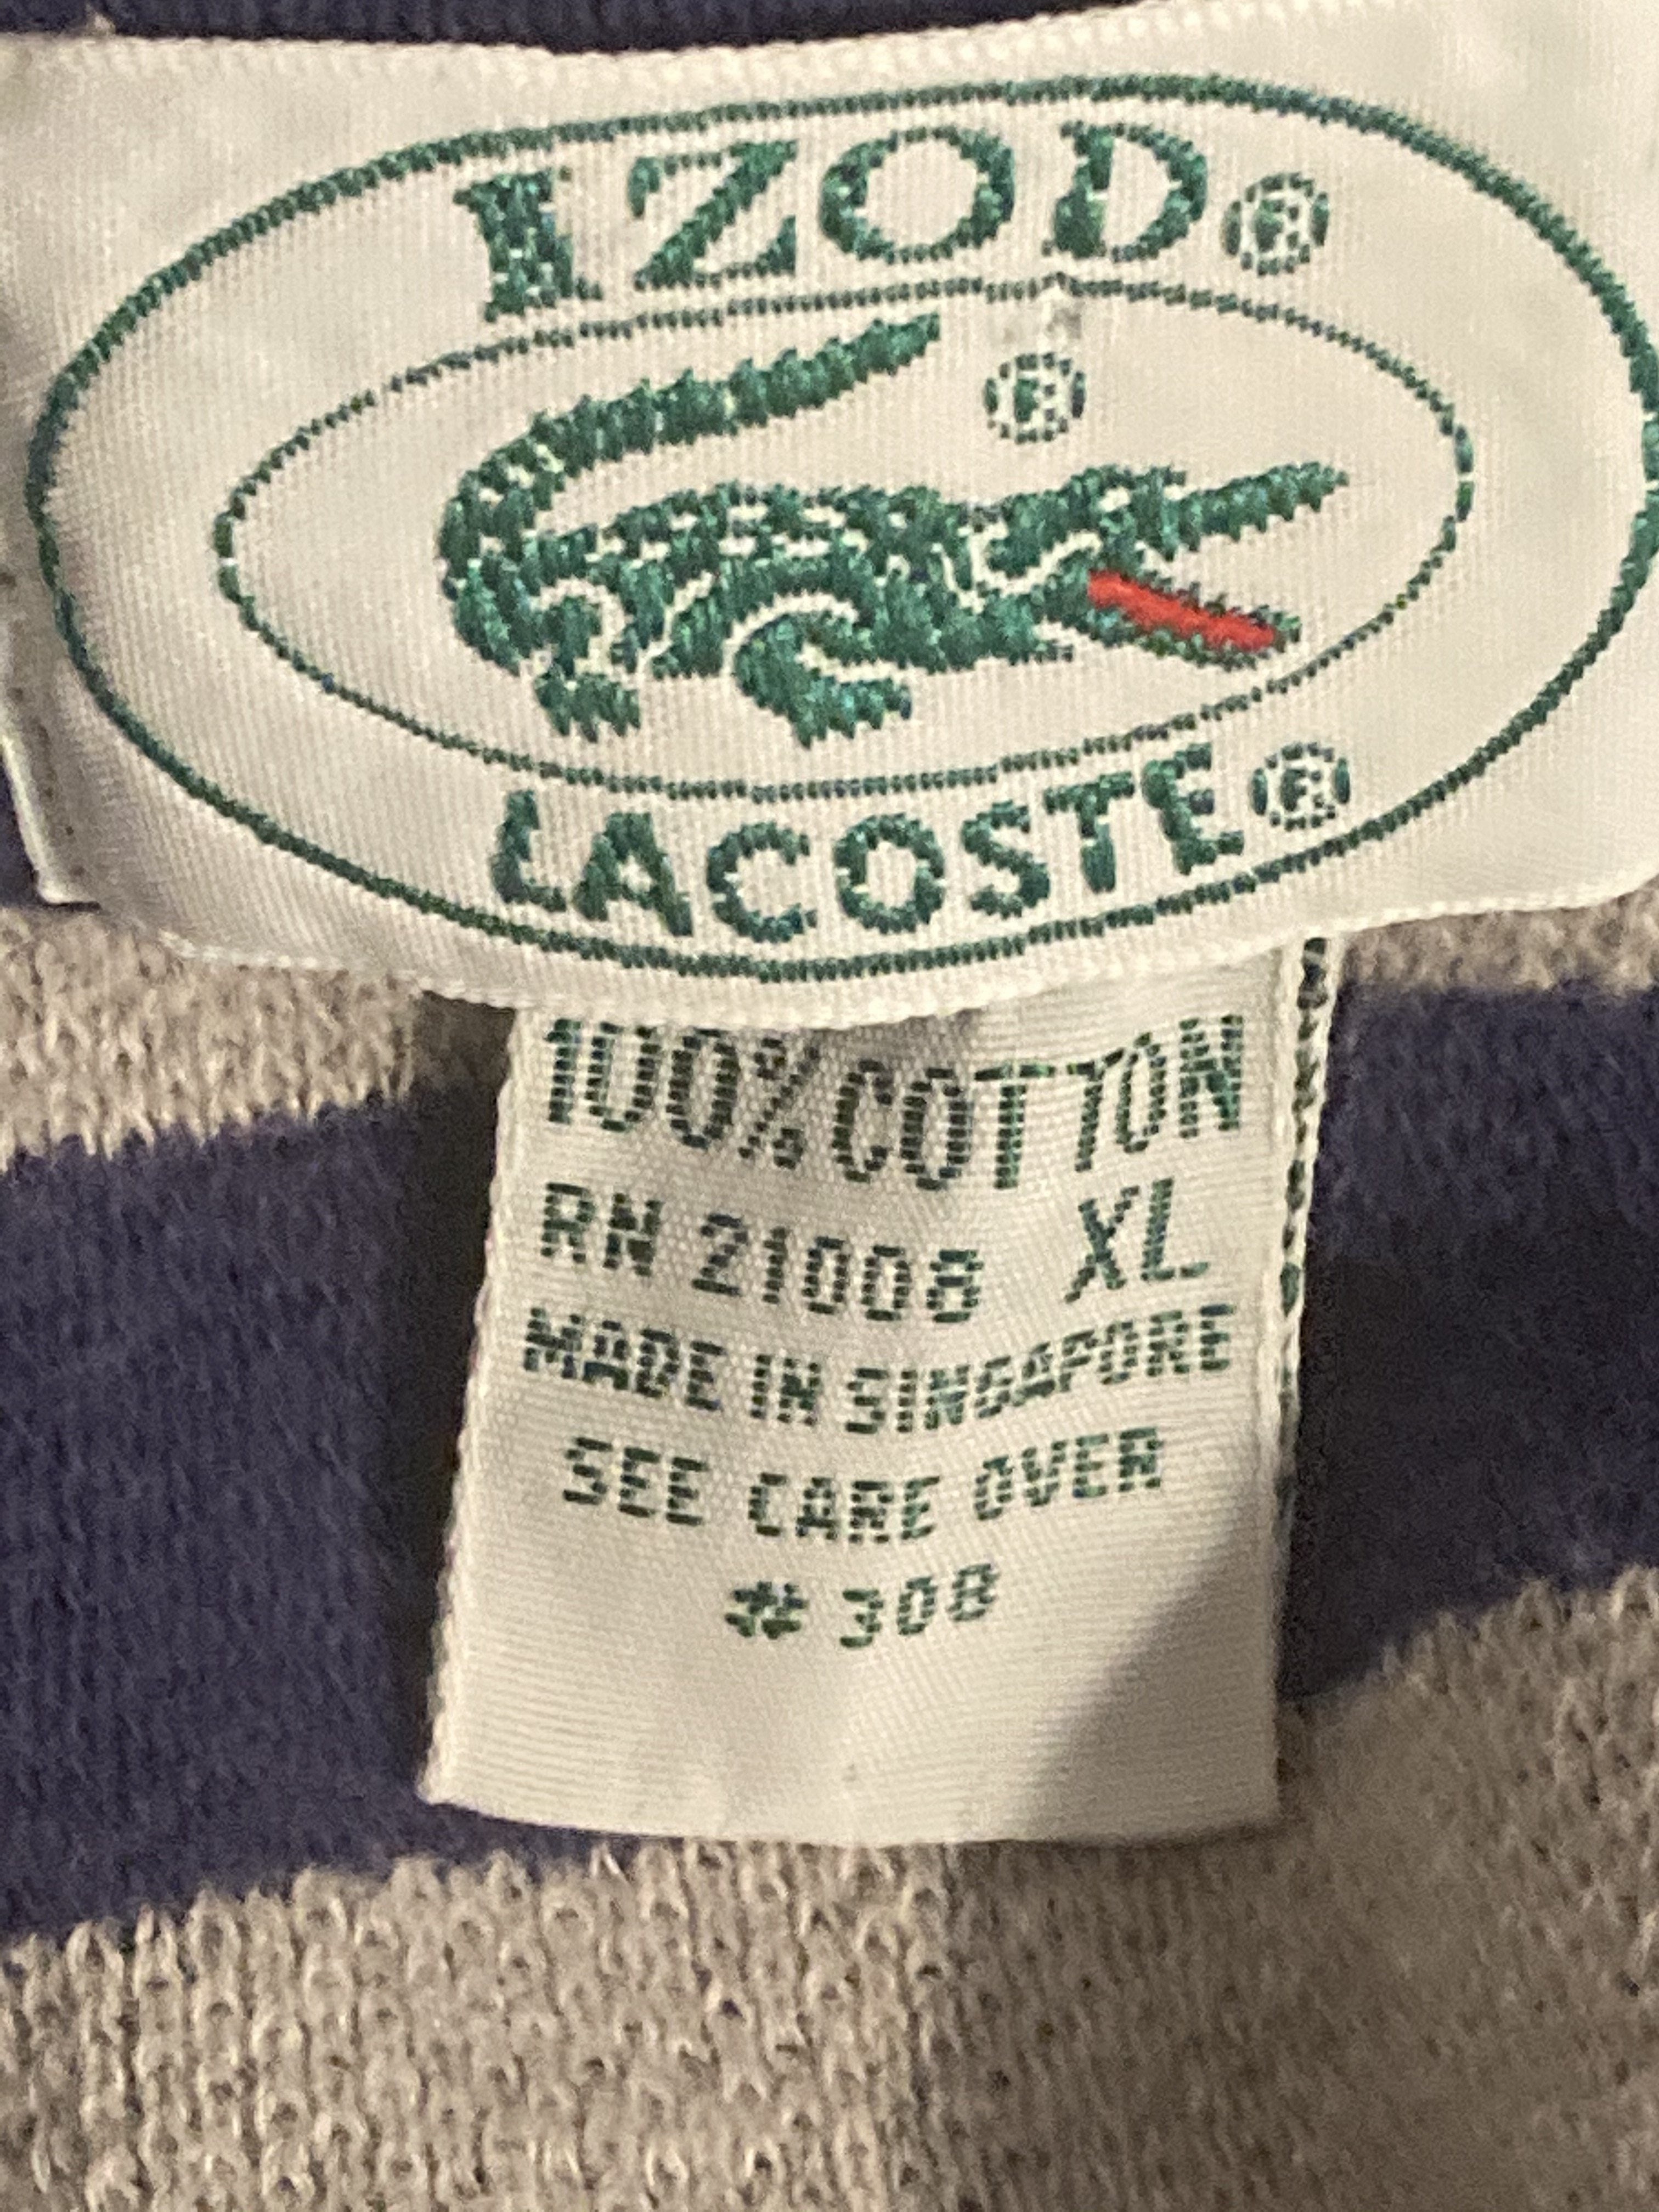 IZOD®
®
LACOSTE®
100% COTTON
RN 21008 XL
MADE IN SINGAPORE
SEE CARE OVER
# 308